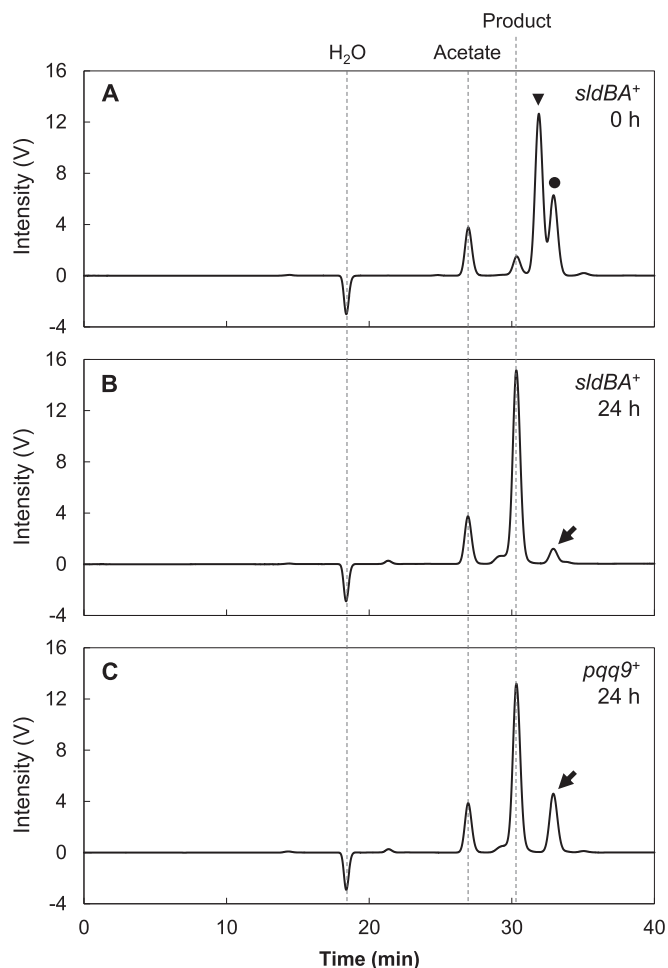 Product
H₂O
Acetate
A
sldBA⁺
0 h
16
12
8
4
0
-4
Intensity (V)
B
sldBA⁺
24 h
16
12
8
4
0
-4
Intensity (V)
C
pqq9⁺
24 h
16
12
8
4
0
-4
Intensity (V)
0
10
20
30
40
Time (min)